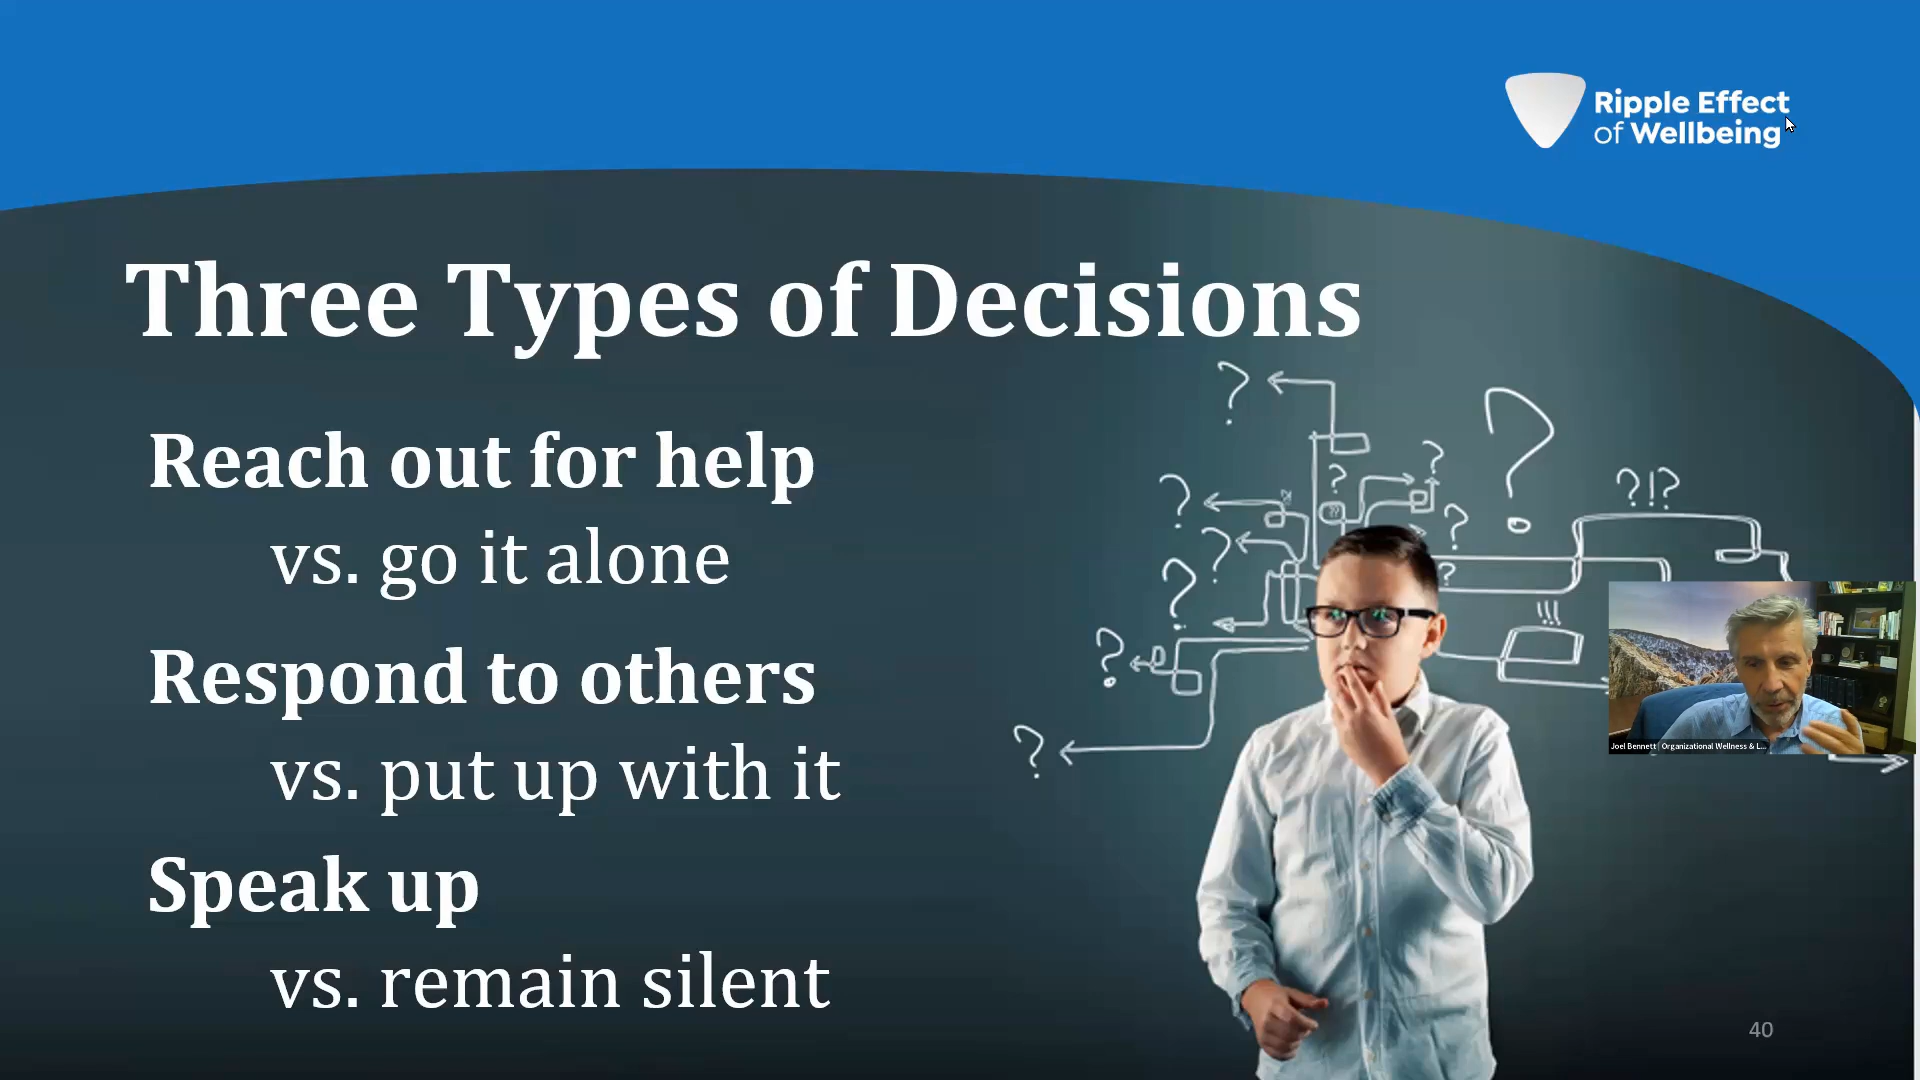 Ripple Effect
of Wellbeing
Three Types of Decisions
Reach out for help
vs. go it alone
Respond to others
vs. put up with it
Speak up
vs. remain silent
?
?
?
?
?
?
?
?
?
?
?
??
?!?
!!!
Joel Bennett | Organizational Wellness & L...
40